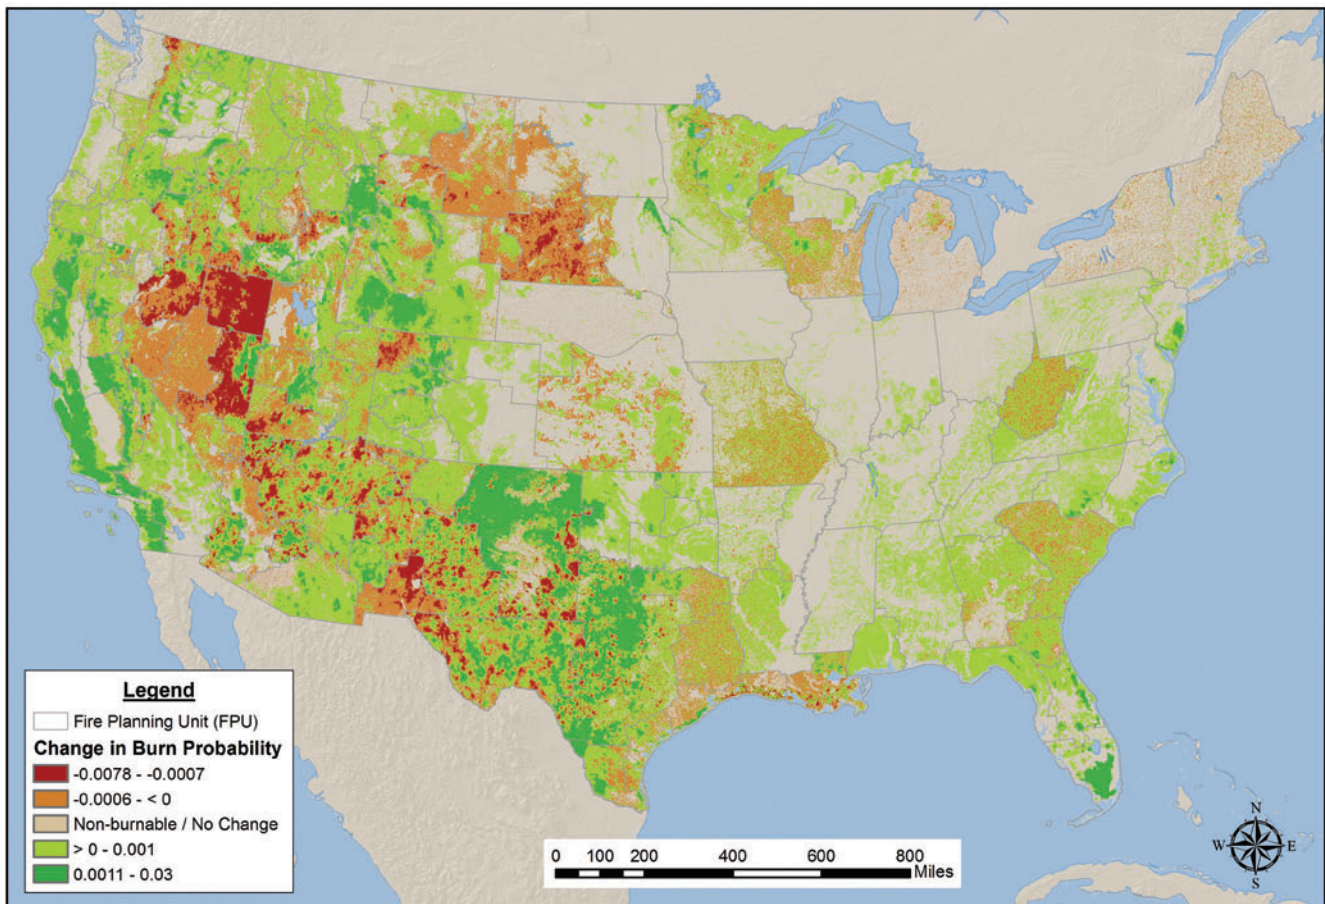 Legend
Fire Planning Unit (FPU)
Change in Burn Probability
-0.0078 - -0.0007
-0.0006 - < 0
Non-burnable / No Change
> 0 - 0.001
0.0011 - 0.03
0 100 200 400 600 800
Miles
N
W E
S